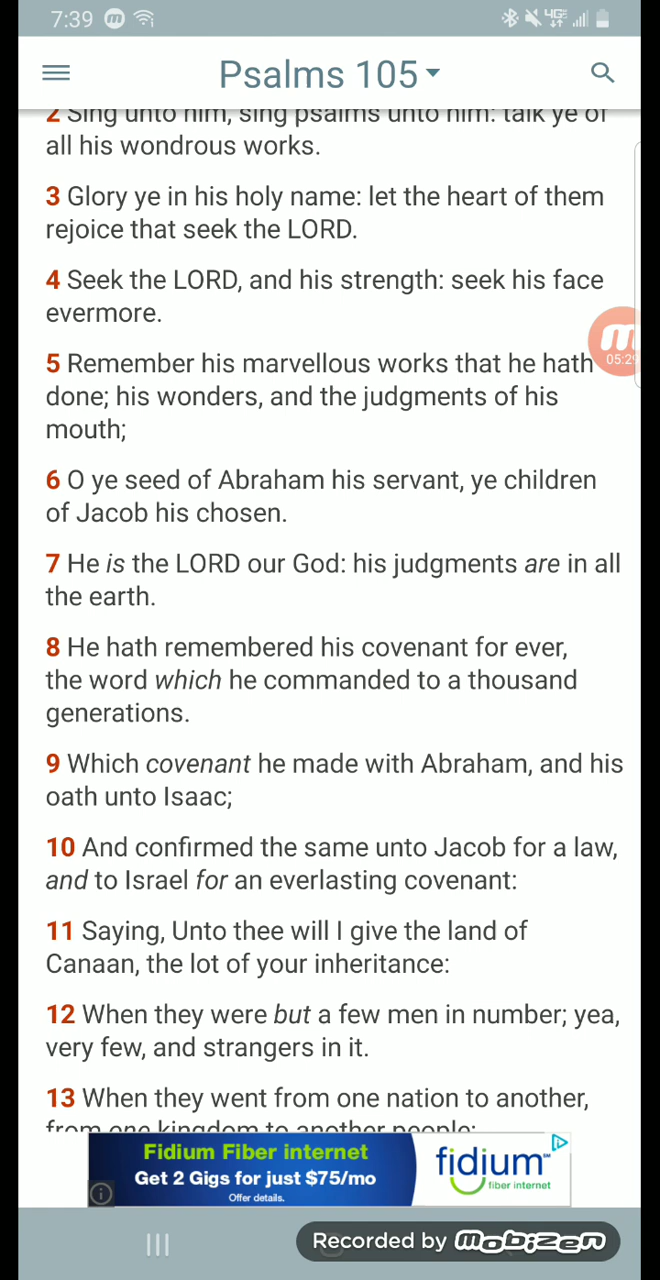 7:39
4GE
Psalms 105
2 Sing unto him, sing psalms unto him: talk ye of
all his wondrous works.
3 Glory ye in his holy name: let the heart of them
rejoice that seek the LORD.
4 Seek the LORD, and his strength: seek his face
evermore.
m
05:29
5 Remember his marvellous works that he hath
done; his wonders, and the judgments of his
mouth;
6 O ye seed of Abraham his servant, ye children
of Jacob his chosen.
7 He is the LORD our God: his judgments are in all
the earth.
8 He hath remembered his covenant for ever,
the word which he commanded to a thousand
generations.
9 Which covenant he made with Abraham, and his
oath unto Isaac;
10 And confirmed the same unto Jacob for a law,
and to Israel for an everlasting covenant:
11 Saying, Unto thee will I give the land of
Canaan, the lot of your inheritance:
12 When they were but a few men in number; yea,
very few, and strangers in it.
13 When they went from one nation to another,
from one kingdom to another people;
Fidium Fiber internet
Get 2 Gigs for just $75/mo
Offer details.
fidium℠
fiber internet
Recorded by mobizen